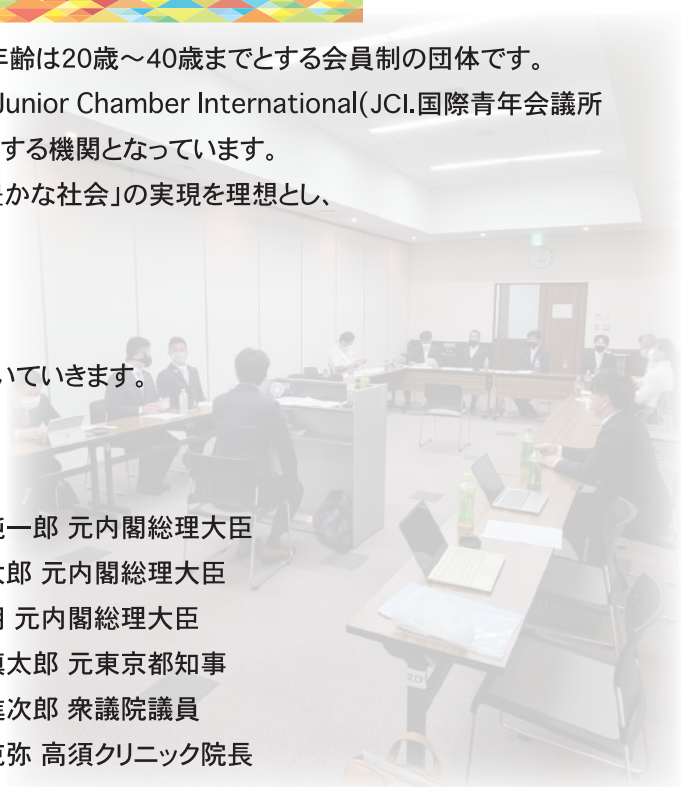 年齢は20歳～40歳までとする会員制の団体です。
Junior Chamber International(JCI.国際青年会議所
する機関となっています。
豊かな社会」の実現を理想とし、
いていきます。
純一郎 元内閣総理大臣
太郎 元内閣総理大臣
元内閣総理大臣
慎太郎 元東京都知事
進次郎 衆議院議員
克弥 高須クリニック院長